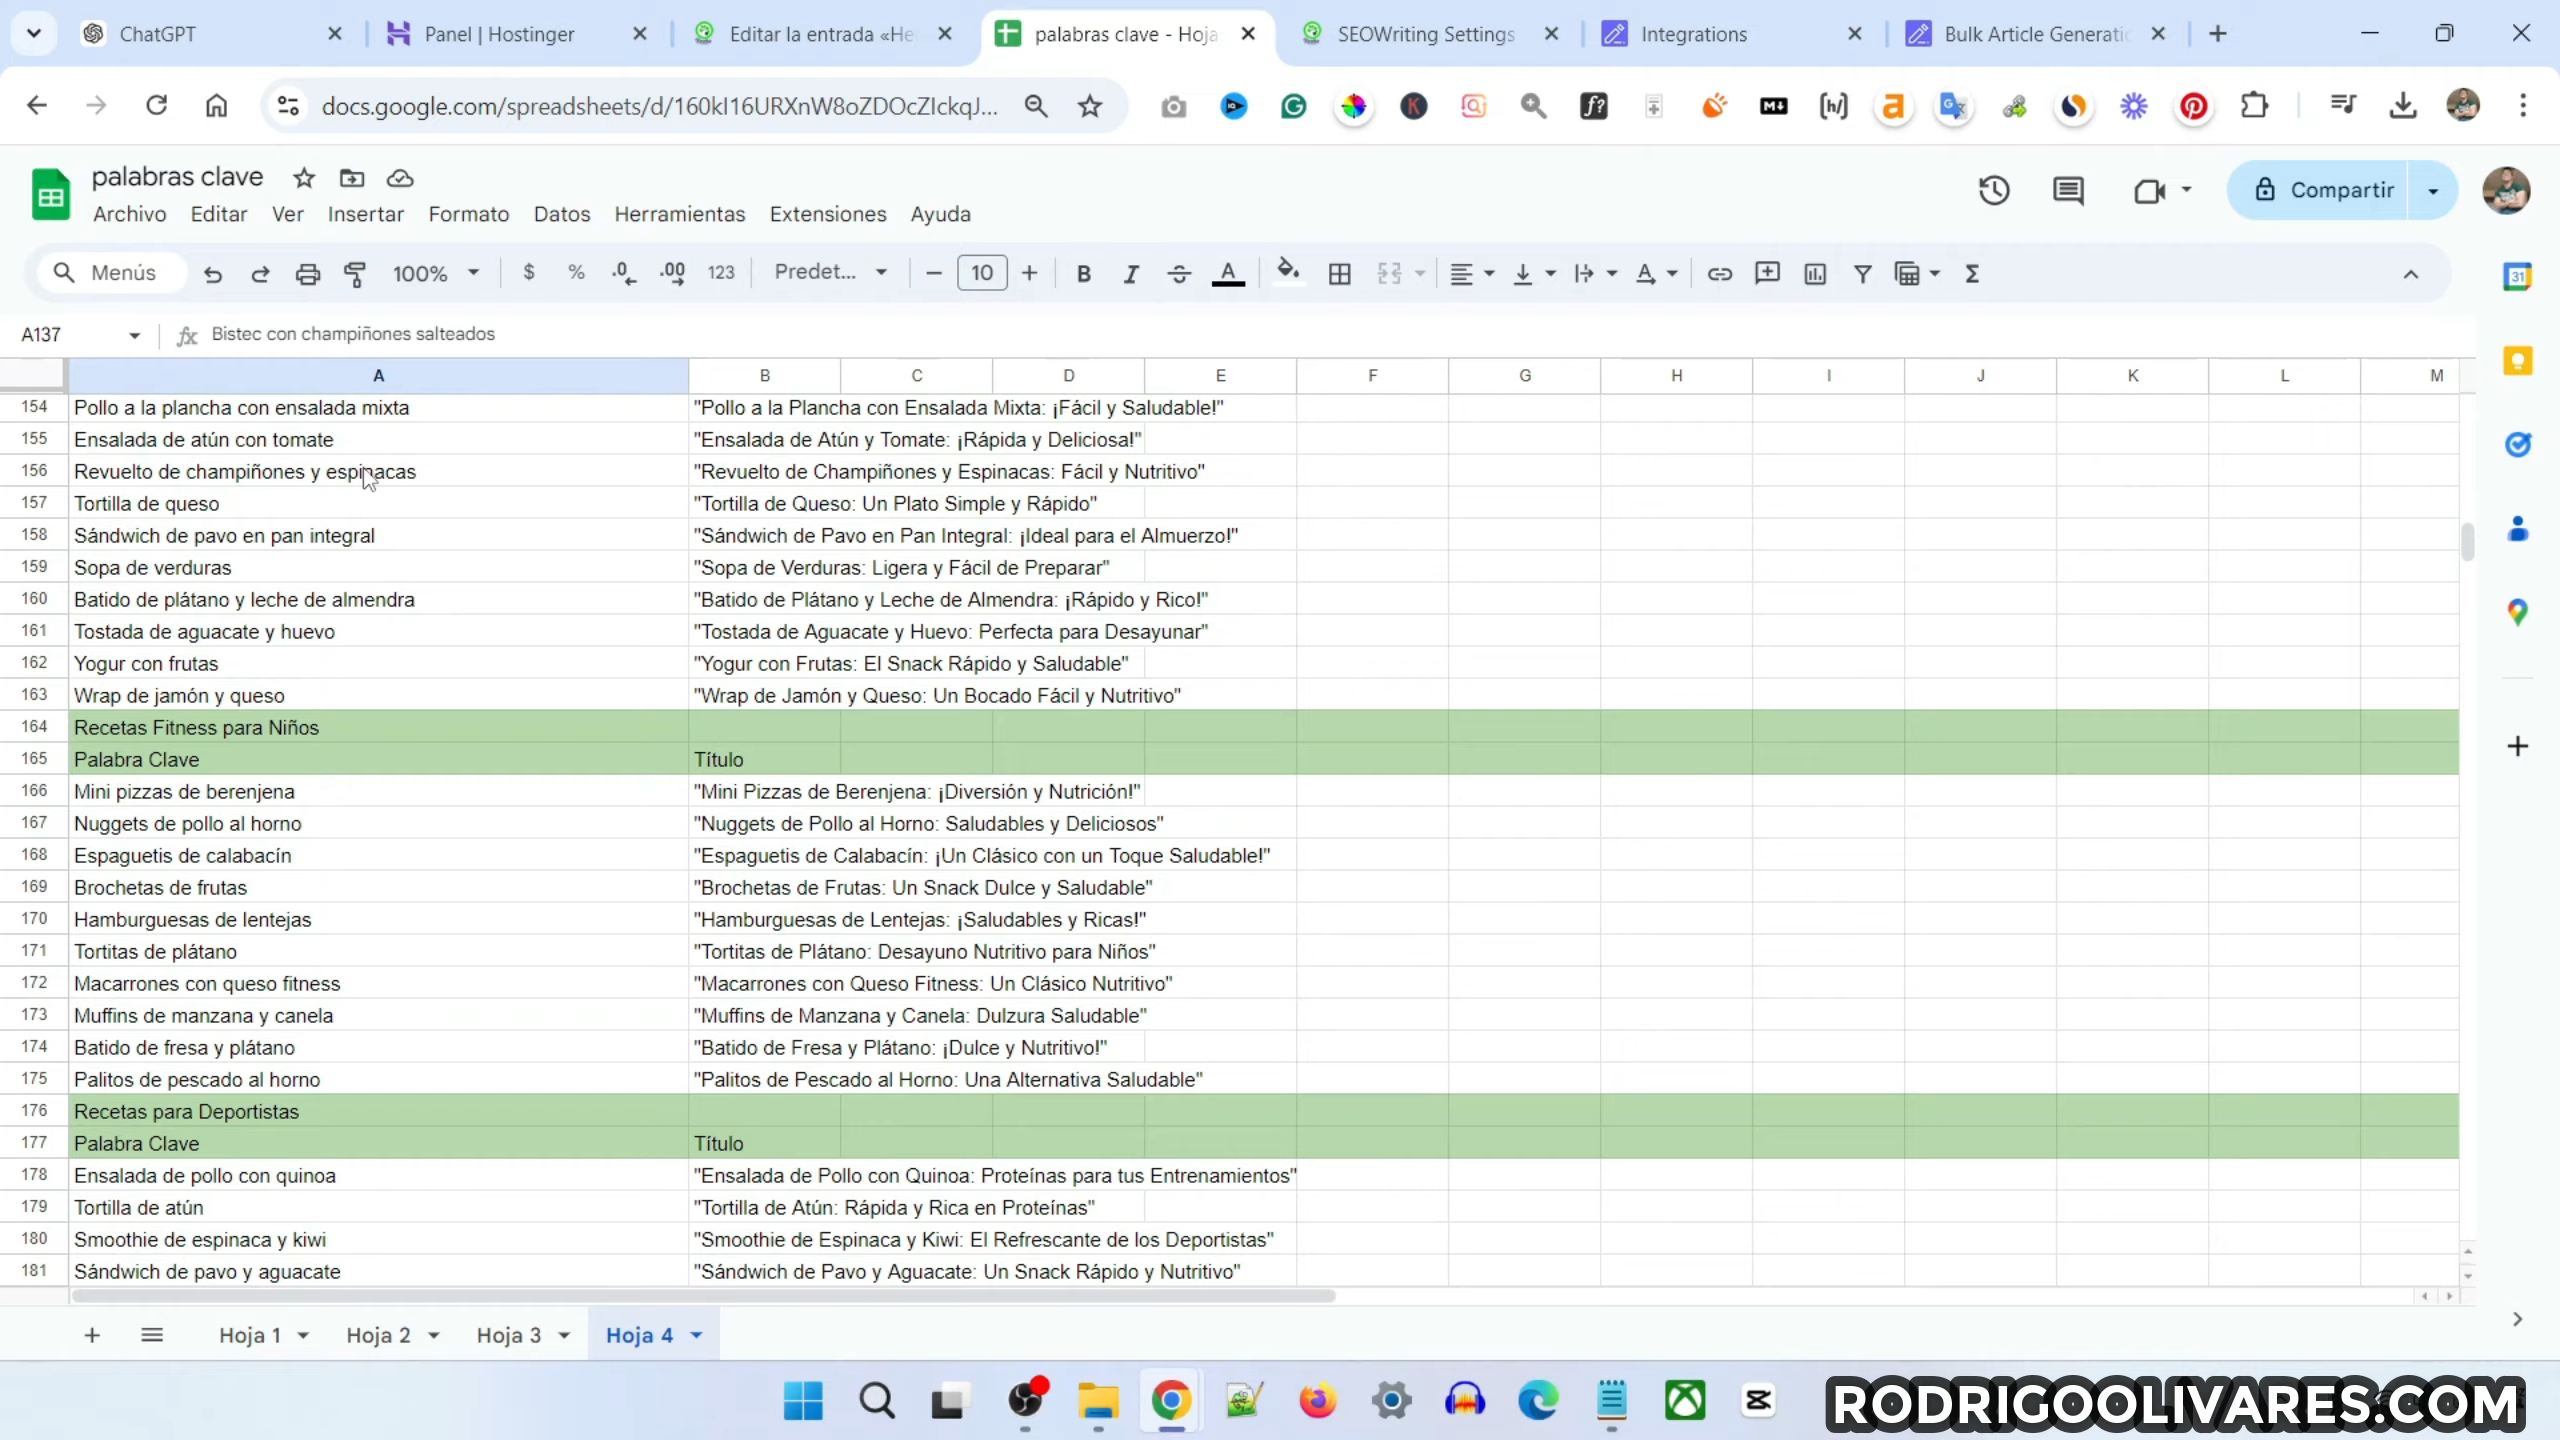 ChatGPT
Panel | Hostinger
Editar la entrada «He
palabras clave - Hoja
SEOWriting Settings
Integrations
Bulk Article Generati
docs.google.com/spreadsheets/d/160kI16URXnW8oZDOcZIckqJ...
palabras clave
Archivo Editar Ver Insertar Formato Datos Herramientas Extensiones Ayuda
Compartir
Menús 100% $ % .0 .00 123 Predet... 10 B I A
A137 fx Bistec con champiñones salteados
A B C D E F G H I J K L M
154 Pollo a la plancha con ensalada mixta "Pollo a la Plancha con Ensalada Mixta: ¡Fácil y Saludable!"
155 Ensalada de atún con tomate "Ensalada de Atún y Tomate: ¡Rápida y Deliciosa!"
156 Revuelto de champiñones y espinacas "Revuelto de Champiñones y Espinacas: Fácil y Nutritivo"
157 Tortilla de queso "Tortilla de Queso: Un Plato Simple y Rápido"
158 Sándwich de pavo en pan integral "Sándwich de Pavo en Pan Integral: ¡Ideal para el Almuerzo!"
159 Sopa de verduras "Sopa de Verduras: Ligera y Fácil de Preparar"
160 Batido de plátano y leche de almendra "Batido de Plátano y Leche de Almendra: ¡Rápido y Rico!"
161 Tostada de aguacate y huevo "Tostada de Aguacate y Huevo: Perfecta para Desayunar"
162 Yogur con frutas "Yogur con Frutas: El Snack Rápido y Saludable"
163 Wrap de jamón y queso "Wrap de Jamón y Queso: Un Bocado Fácil y Nutritivo"
164 Recetas Fitness para Niños
165 Palabra Clave Título
166 Mini pizzas de berenjena "Mini Pizzas de Berenjena: ¡Diversión y Nutrición!"
167 Nuggets de pollo al horno "Nuggets de Pollo al Horno: Saludables y Deliciosos"
168 Espaguetis de calabacín "Espaguetis de Calabacín: ¡Un Clásico con un Toque Saludable!"
169 Brochetas de frutas "Brochetas de Frutas: Un Snack Dulce y Saludable"
170 Hamburguesas de lentejas "Hamburguesas de Lentejas: ¡Saludables y Ricas!"
171 Tortitas de plátano "Tortitas de Plátano: Desayuno Nutritivo para Niños"
172 Macarrones con queso fitness "Macarrones con Queso Fitness: Un Clásico Nutritivo"
173 Muffins de manzana y canela "Muffins de Manzana y Canela: Dulzura Saludable"
174 Batido de fresa y plátano "Batido de Fresa y Plátano: ¡Dulce y Nutritivo!"
175 Palitos de pescado al horno "Palitos de Pescado al Horno: Una Alternativa Saludable"
176 Recetas para Deportistas
177 Palabra Clave Título
178 Ensalada de pollo con quinoa "Ensalada de Pollo con Quinoa: Proteínas para tus Entrenamientos"
179 Tortilla de atún "Tortilla de Atún: Rápida y Rica en Proteínas"
180 Smoothie de espinaca y kiwi "Smoothie de Espinaca y Kiwi: El Refrescante de los Deportistas"
181 Sándwich de pavo y aguacate "Sándwich de Pavo y Aguacate: Un Snack Rápido y Nutritivo"
Hoja 1 Hoja 2 Hoja 3 Hoja 4
RODRIGOOLIVARES.COM